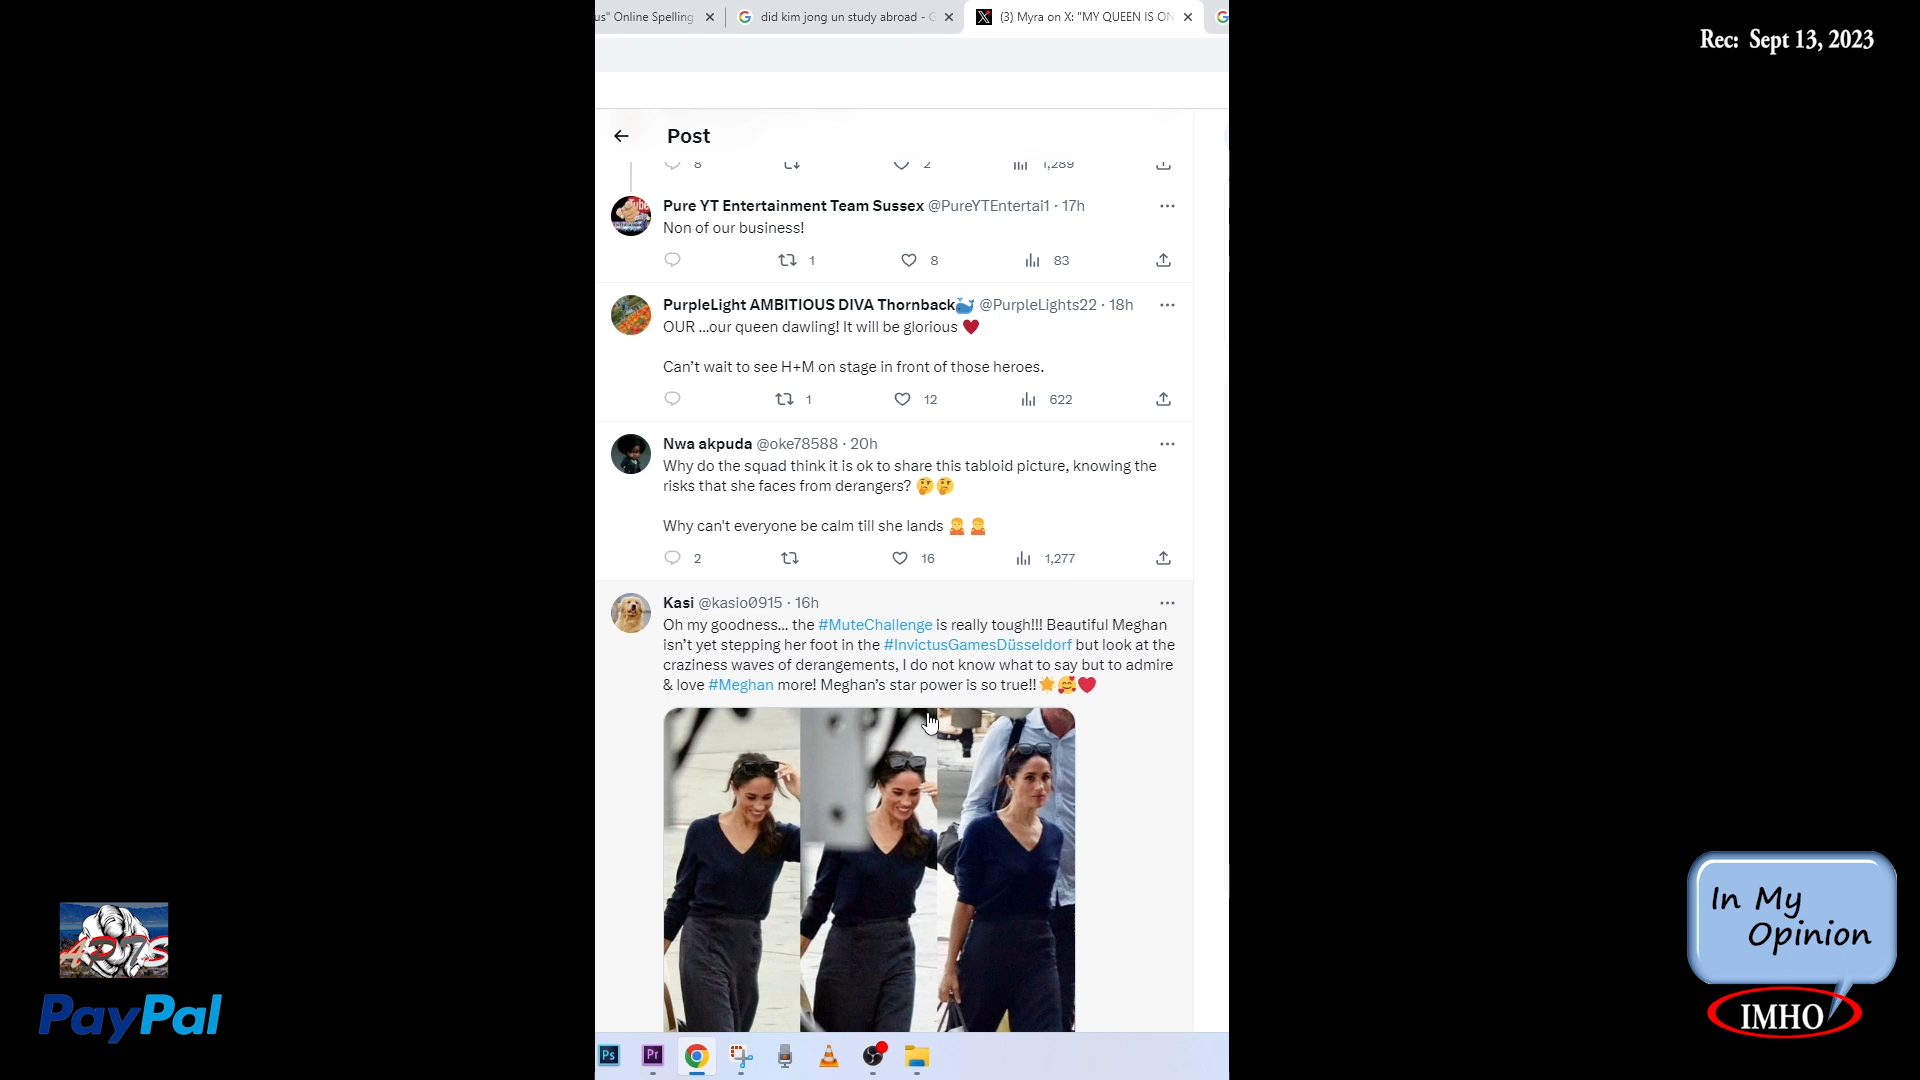 us" Online Spelling
did kim jong un study abroad - G
(3) Myra on X: "MY QUEEN IS ON
Rec: Sept 13, 2023
Post
8 2 1,289
Pure YT Entertainment Team Sussex @PureYTEntertai1 · 17h
Non of our business!
1 8 83
PurpleLight AMBITIOUS DIVA Thornback🐳 @PurpleLights22 · 18h
OUR ...our queen dawling! It will be glorious ♥️
Can't wait to see H+M on stage in front of those heroes.
1 12 622
Nwa akpuda @oke78588 · 20h
Why do the squad think it is ok to share this tabloid picture, knowing the
risks that she faces from derangers? 🤔🤔
Why can't everyone be calm till she lands 🤷🤷
2 16 1,277
Kasi @kasio0915 · 16h
Oh my goodness... the #MuteChallenge is really tough!!! Beautiful Meghan
isn't yet stepping her foot in the #InvictusGamesDüsseldorf but look at the
craziness waves of derangements, I do not know what to say but to admire
& love #Meghan more! Meghan's star power is so true!!🌟🥰❤️
Ps Pr
PayPal
In My
Opinion
IMHO